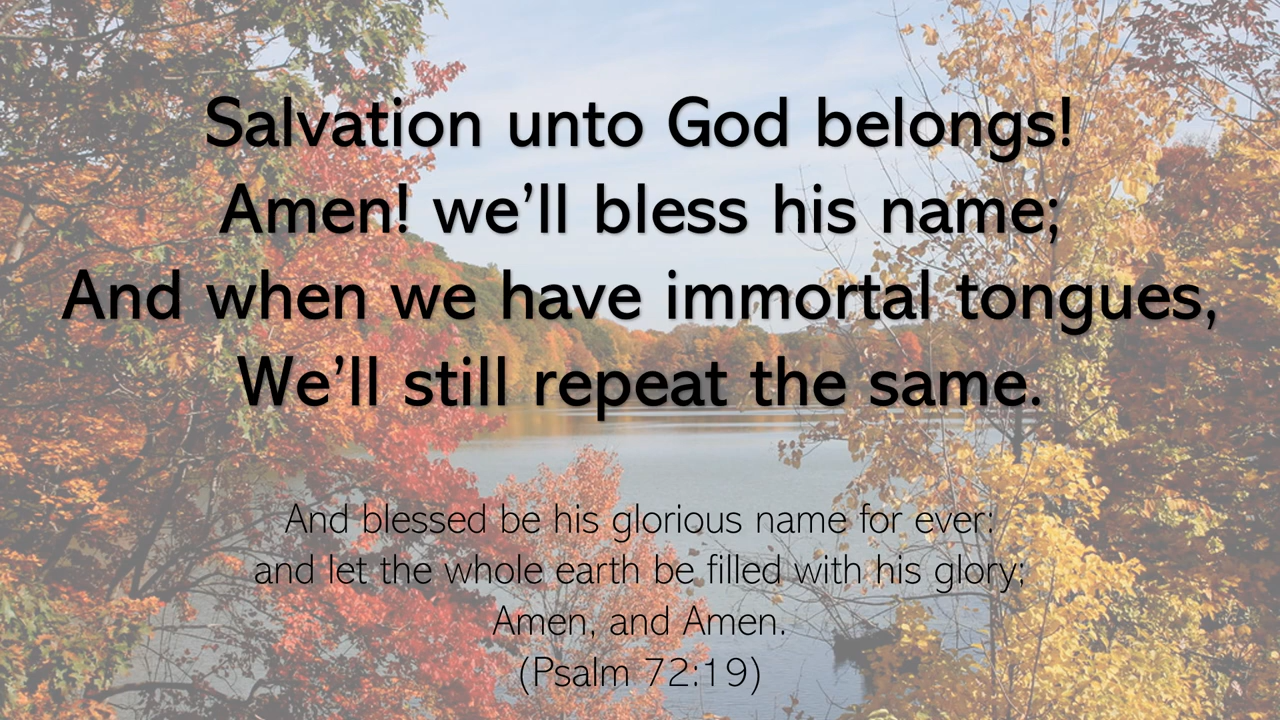 Salvation unto God belongs!
Amen! we’ll bless his name;
And when we have immortal tongues,
We’ll still repeat the same.
And blessed be his glorious name for ever:
and let the whole earth be filled with his glory;
Amen, and Amen.
(Psalm 72:19)